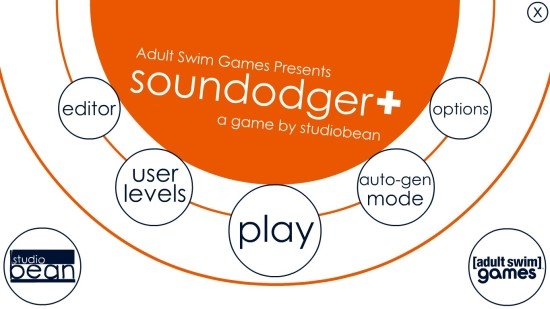 X
Adult Swim Games Presents
soundodger+
a game by studiobean
editor
options
user
levels
auto-gen
mode
play
studio
bean
[adult swim]
games